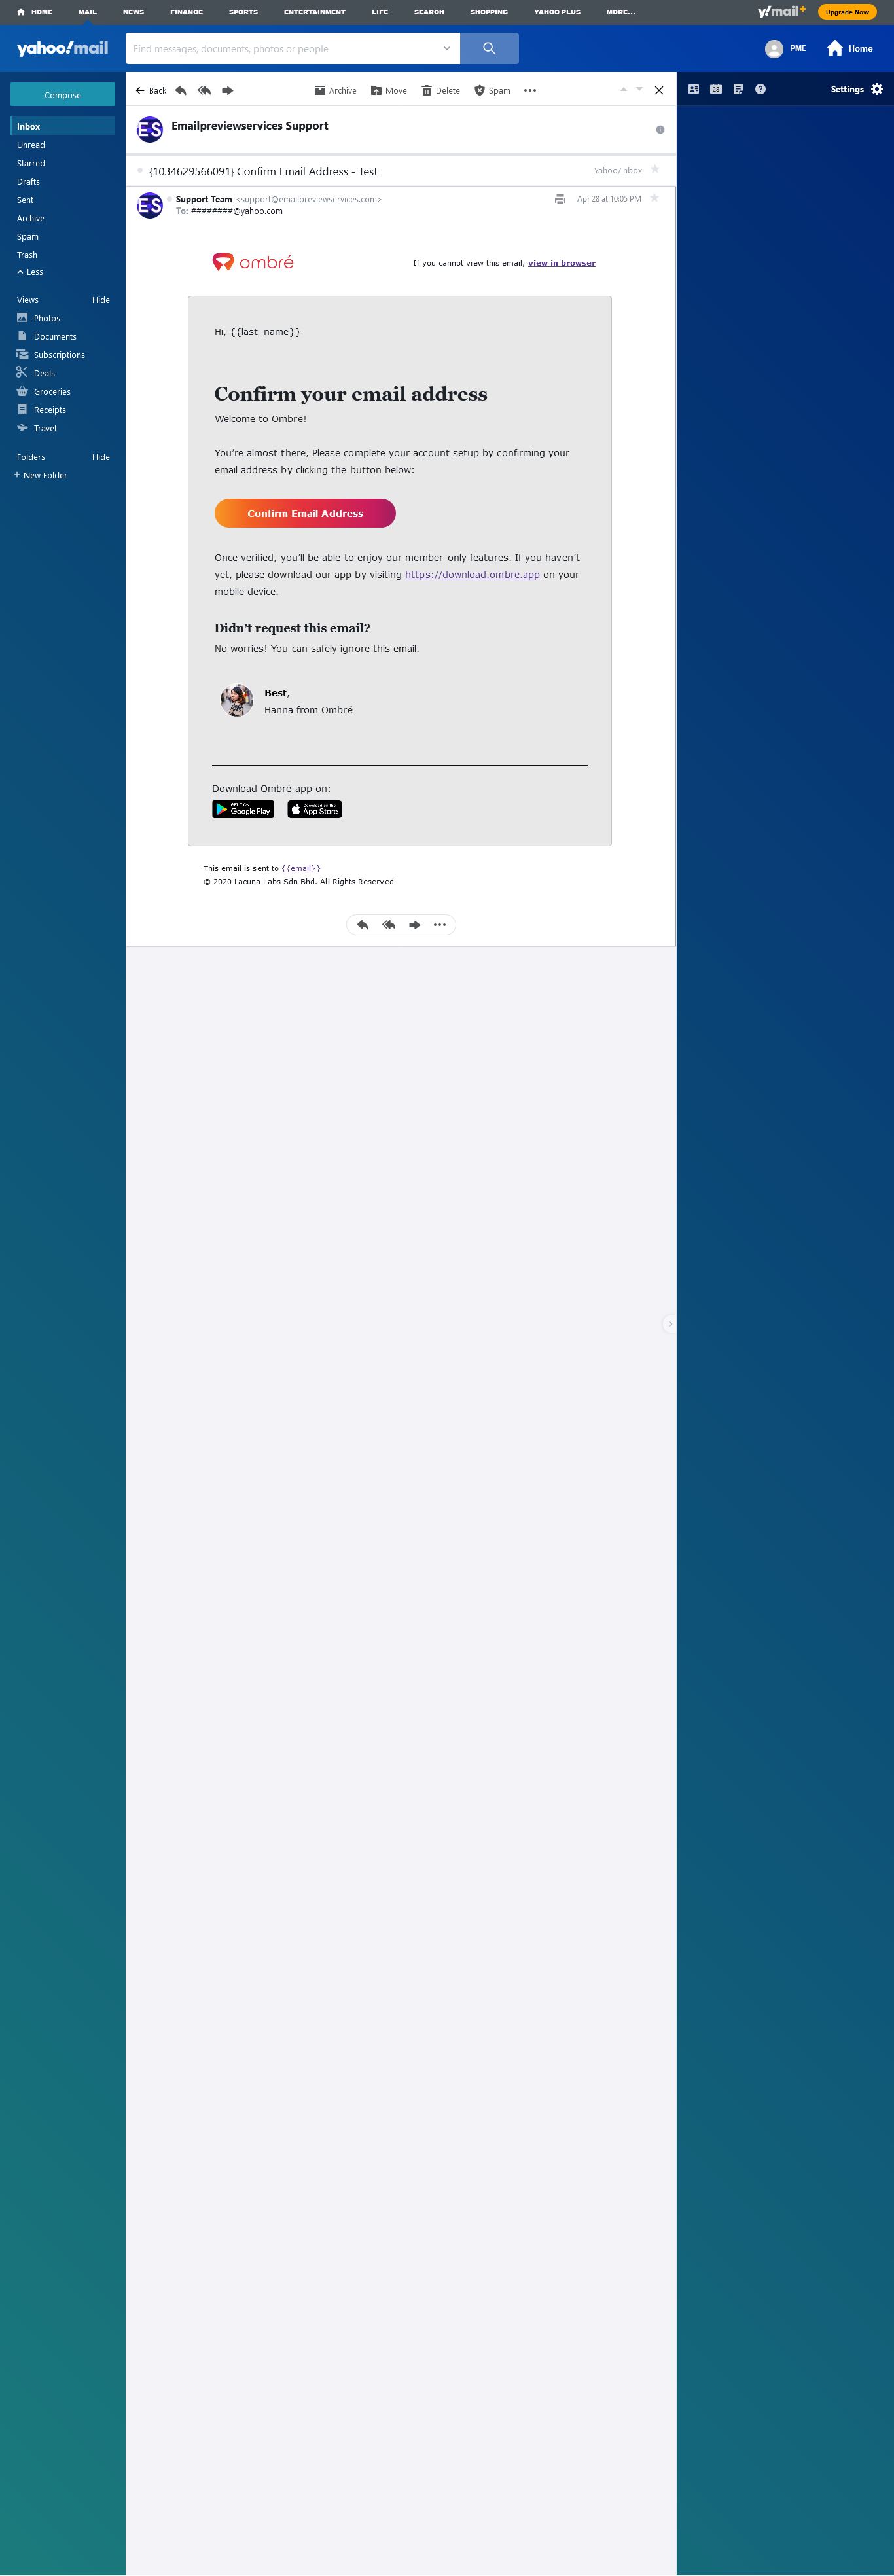 HOME MAIL NEWS FINANCE SPORTS ENTERTAINMENT LIFE SEARCH SHOPPING YAHOO PLUS MORE... y!mail+ Upgrade Now
yahoo!mail Find messages, documents, photos or people PME Home
Compose
Inbox
Unread
Starred
Drafts
Sent
Archive
Spam
Trash
Less
Views Hide
Photos
Documents
Subscriptions
Deals
Groceries
Receipts
Travel
Folders Hide
+ New Folder
Back Archive Move Delete Spam
28 Settings
ES Emailpreviewservices Support
{1034629566091} Confirm Email Address - Test Yahoo/Inbox
ES Support Team <support@emailpreviewservices.com> Apr 28 at 10:05 PM
To: ########@yahoo.com
ombré If you cannot view this email, view in browser
Hi, {{last_name}}
Confirm your email address
Welcome to Ombre!
You’re almost there, Please complete your account setup by confirming your
email address by clicking the button below:
Confirm Email Address
Once verified, you’ll be able to enjoy our member-only features. If you haven’t
yet, please download our app by visiting https://download.ombre.app on your
mobile device.
Didn’t request this email?
No worries! You can safely ignore this email.
Best,
Hanna from Ombré
Download Ombré app on:
GET IT ON Google Play Download on the App Store
This email is sent to {{email}}
© 2020 Lacuna Labs Sdn Bhd. All Rights Reserved